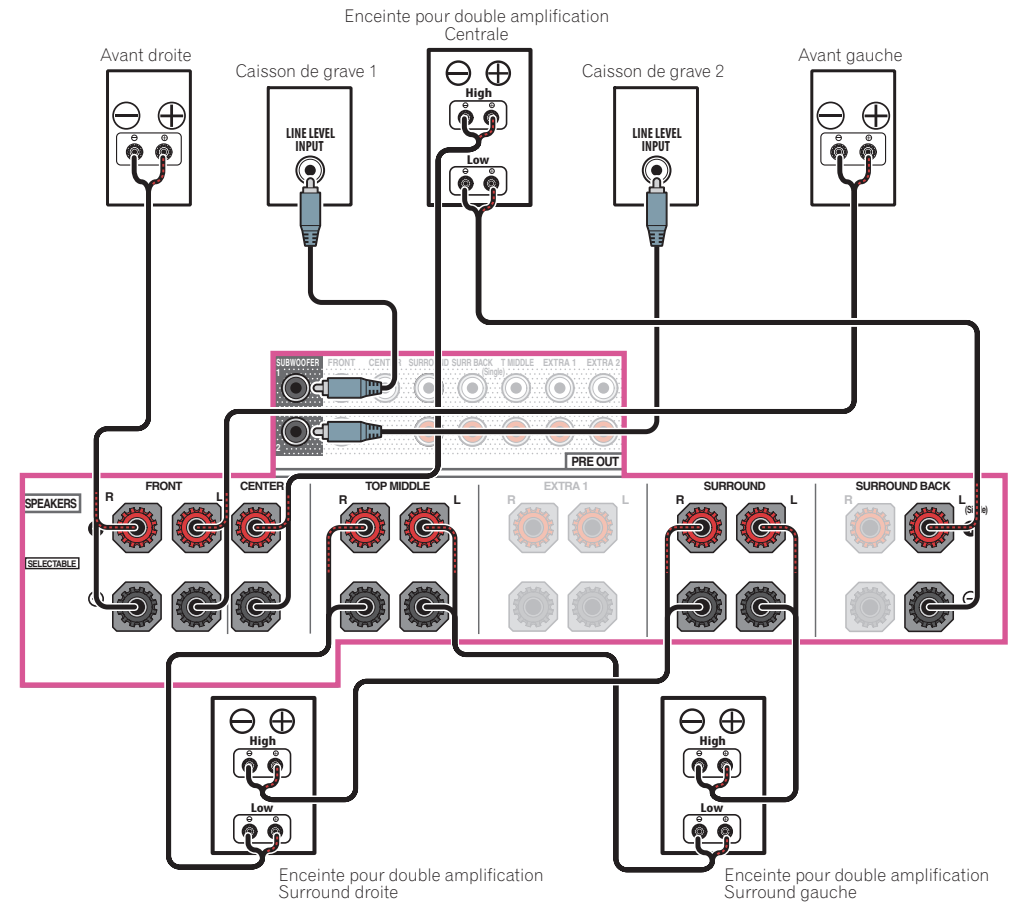 Enceinte pour double amplification
Centrale
Avant droite
Caisson de grave 1
Caisson de grave 2
Avant gauche
High
Low
LINE LEVEL
INPUT
LINE LEVEL
INPUT
SUBWOOFER
1
FRONT
CENTER
SURROUND
SURR BACK
(Single)
T MIDDLE
EXTRA 1
EXTRA 2
2
PRE OUT
SPEAKERS
SELECTABLE
FRONT
R
L
CENTER
TOP MIDDLE
R
L
EXTRA 1
R
L
SURROUND
R
L
SURROUND BACK
R
L
(Single)
High
Low
High
Low
Enceinte pour double amplification
Surround droite
Enceinte pour double amplification
Surround gauche